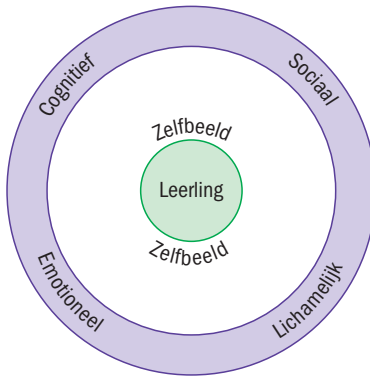 Cognitief
Sociaal
Zelfbeeld
Leerling
Zelfbeeld
Emotioneel
Lichamelijk